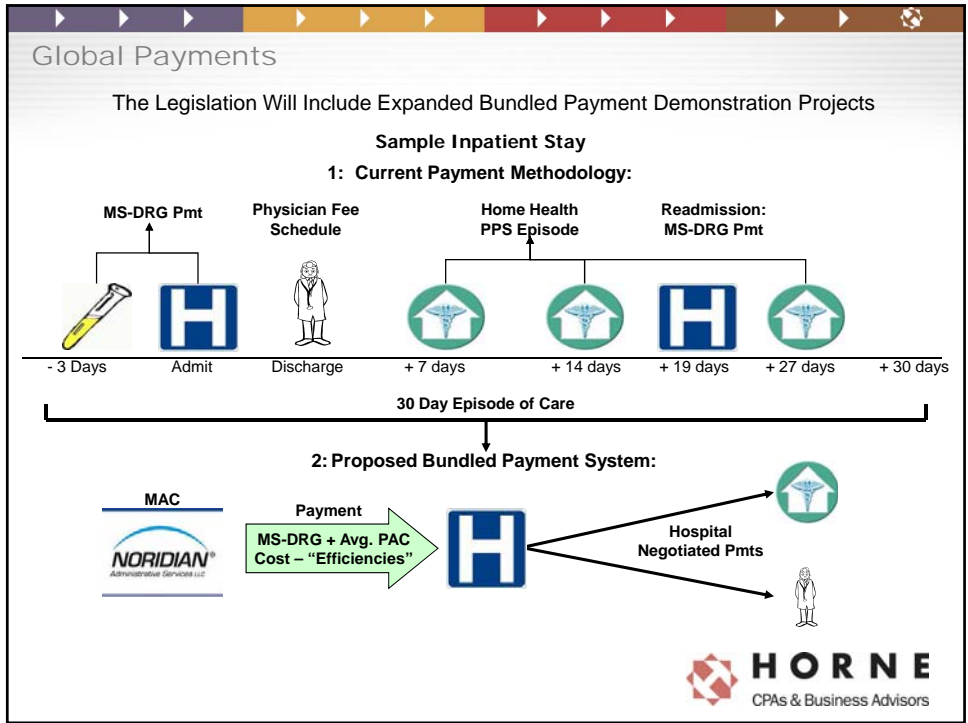 Global Payments
The Legislation Will Include Expanded Bundled Payment Demonstration Projects
Sample Inpatient Stay
1: Current Payment Methodology:
MS-DRG Pmt
Physician Fee
Schedule
Home Health
PPS Episode
Readmission:
MS-DRG Pmt
H
H
- 3 Days
Admit
Discharge
+ 7 days
+ 14 days
+ 19 days
+ 27 days
+ 30 days
30 Day Episode of Care
2: Proposed Bundled Payment System:
MAC
NORIDIAN®
Administrative Services LLC
Payment
MS-DRG + Avg. PAC
Cost – “Efficiencies”
H
Hospital
Negotiated Pmts
HORNE
CPAs & Business Advisors